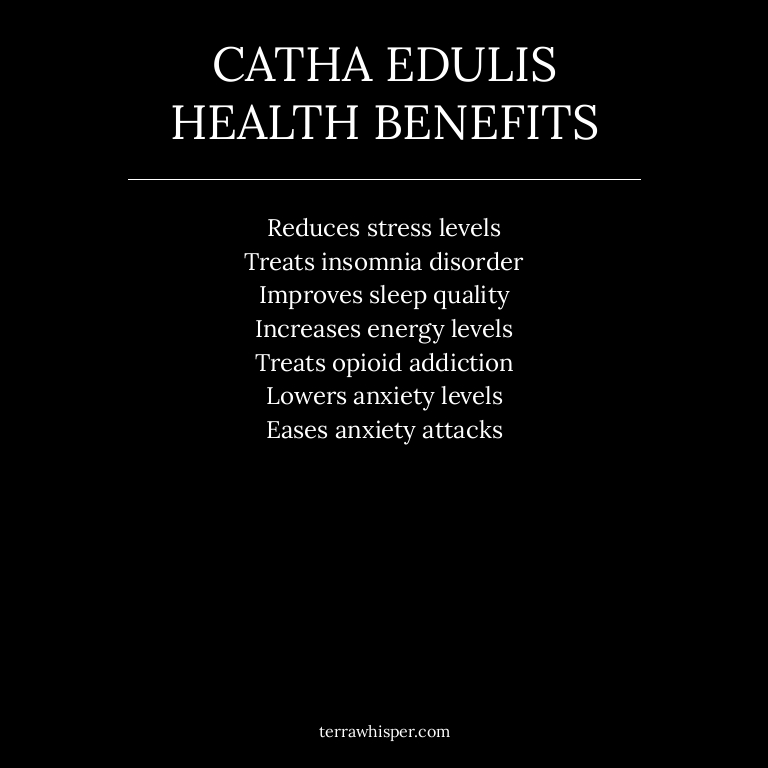 CATHA EDULIS
HEALTH BENEFITS
Reduces stress levels
Treats insomnia disorder
Improves sleep quality
Increases energy levels
Treats opioid addiction
Lowers anxiety levels
Eases anxiety attacks
terrawhisper.com